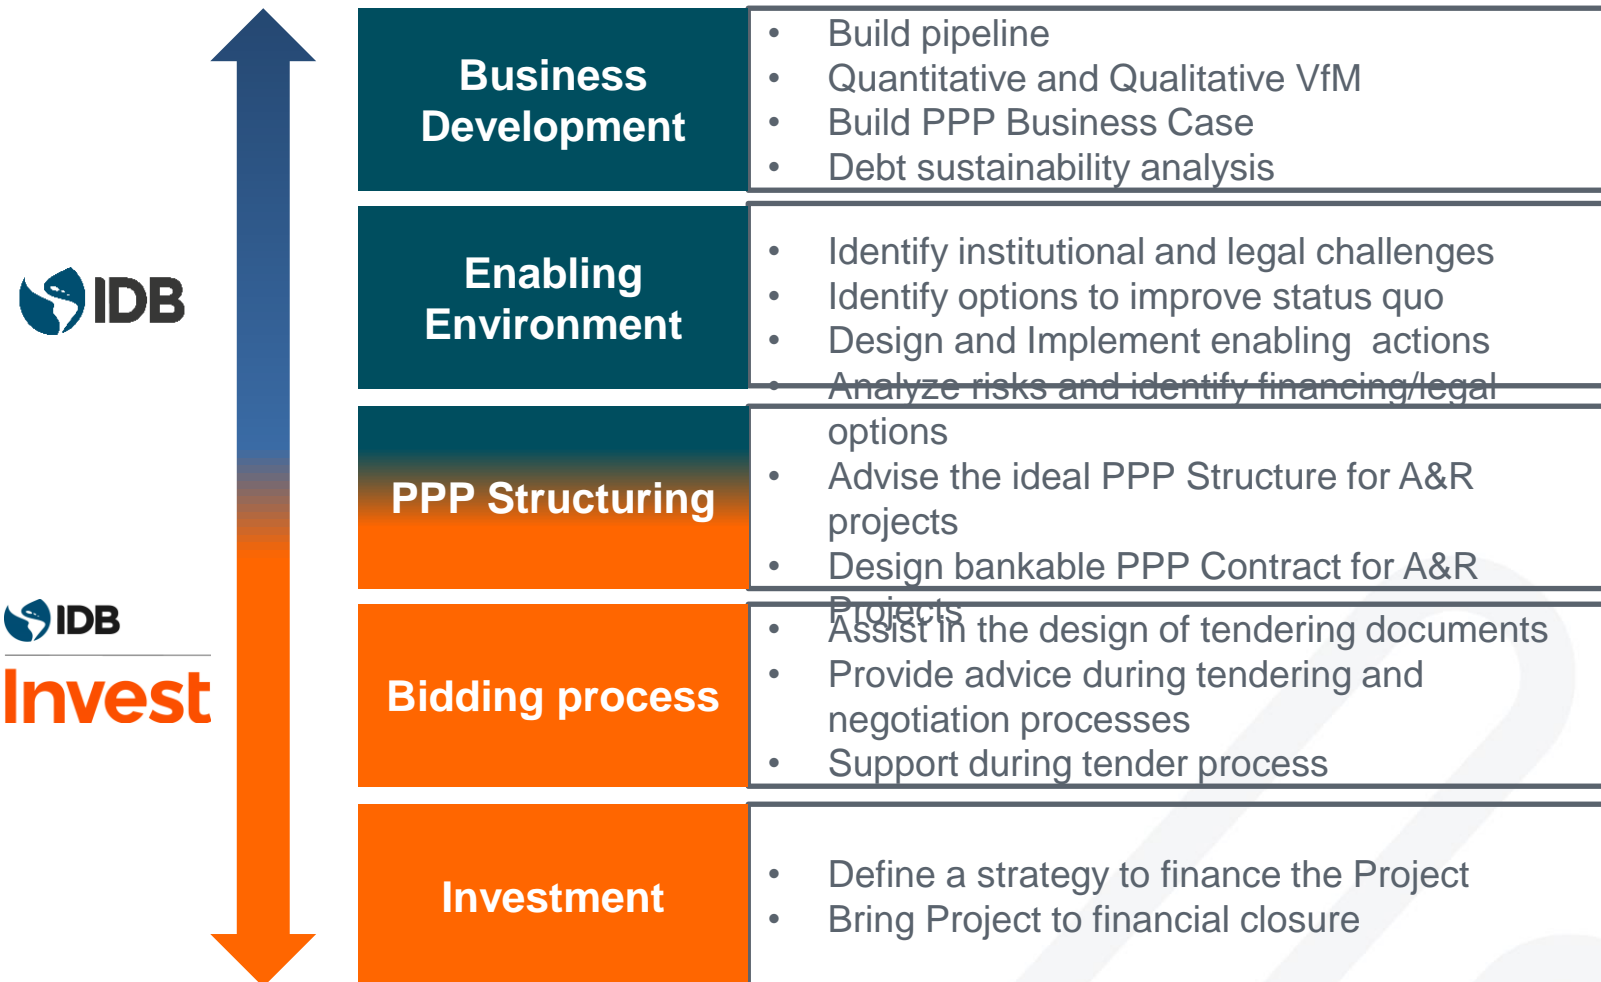 Business
Development
• Build pipeline
• Quantitative and Qualitative VfM
• Build PPP Business Case
• Debt sustainability analysis
IDB
Enabling
Environment
• Identify institutional and legal challenges
• Identify options to improve status quo
• Design and Implement enabling  actions
PPP Structuring
• Analyze risks and identify financing/legal
options
• Advise the ideal PPP Structure for A&R
projects
• Design bankable PPP Contract for A&R
Projects
IDB
Invest
Bidding process
• Assist in the design of tendering documents
• Provide advice during tendering and
negotiation processes
• Support during tender process
Investment
• Define a strategy to finance the Project
• Bring Project to financial closure